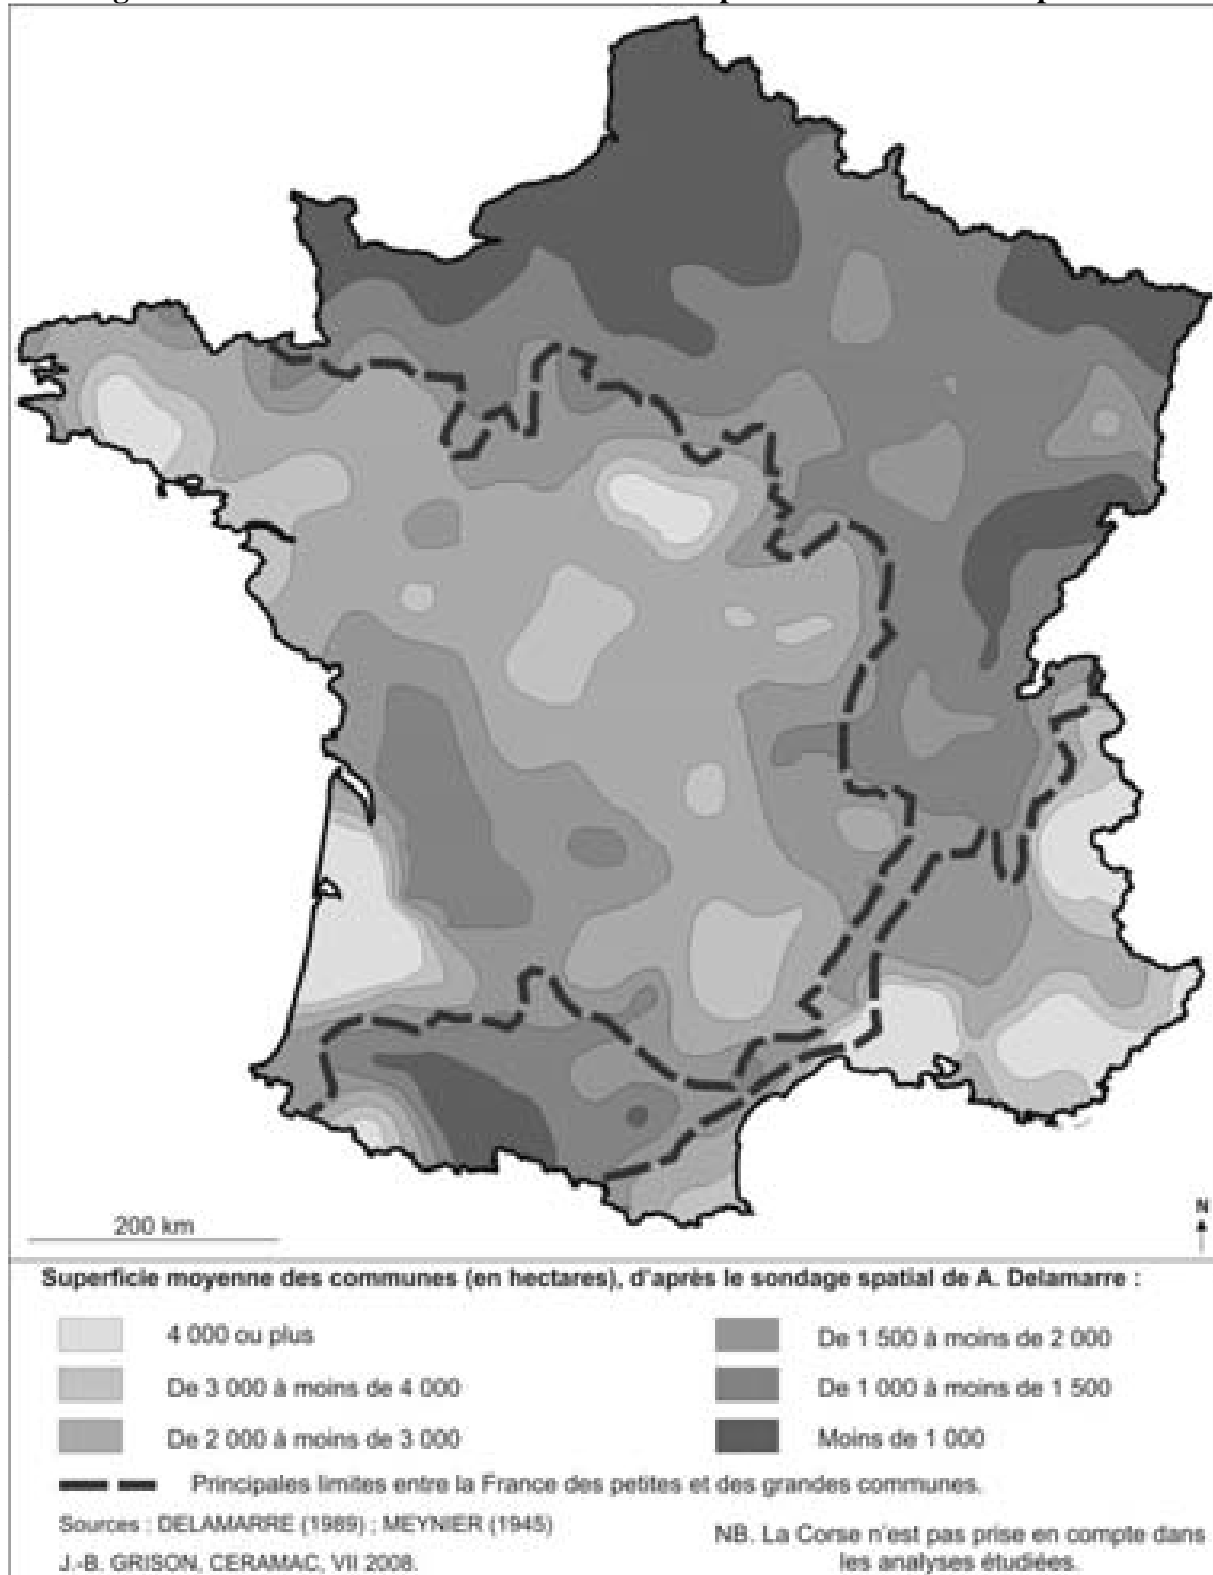 200 km
N
Superficie moyenne des communes (en hectares), d'après le sondage spatial de A. Delamarre :
4 000 ou plus
De 3 000 à moins de 4 000
De 2 000 à moins de 3 000
De 1 500 à moins de 2 000
De 1 000 à moins de 1 500
Moins de 1 000
Principales limites entre la France des petites et des grandes communes.
Sources : DELAMARRE (1989) ; MEYNIER (1945)
J.-B. GRISON, CERAMAC, VII 2008.
NB. La Corse n'est pas prise en compte dans
les analyses étudiées.